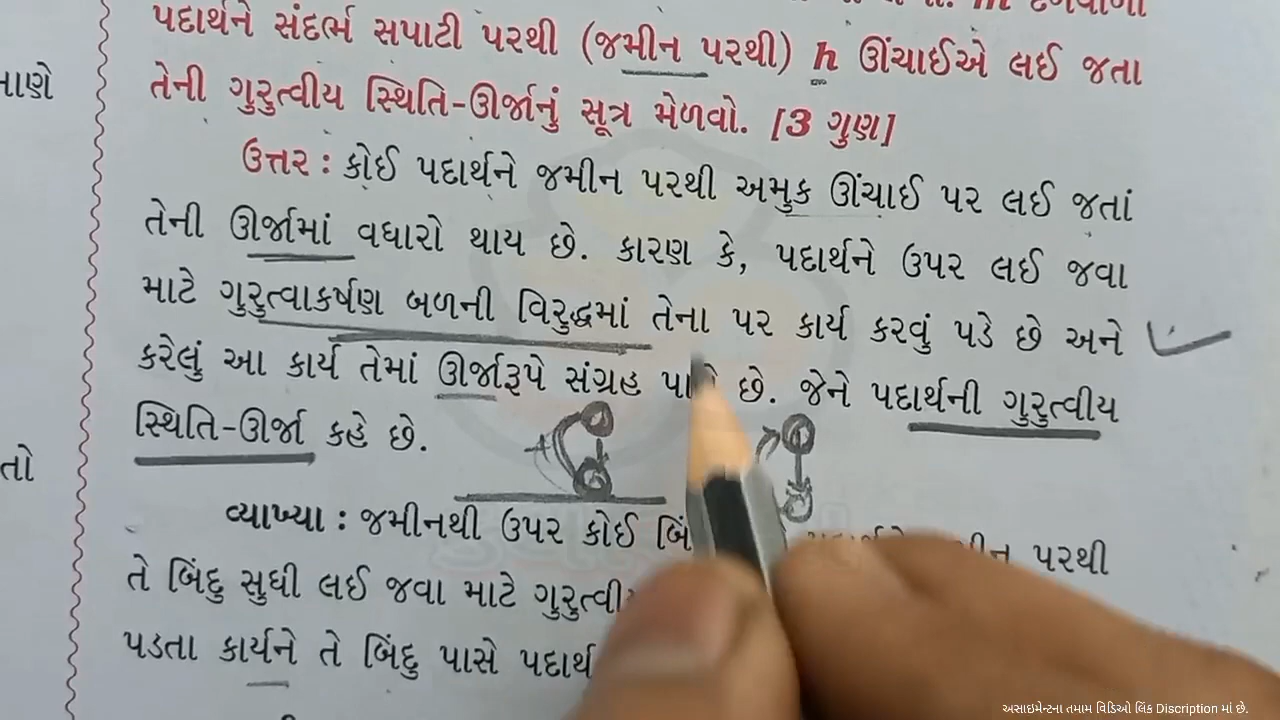 m દળવાળા
પદાર્થને સંદર્ભ સપાટી પરથી (જમીન પરથી) h ઊંચાઈએ લઈ જતા
માણે
તેની ગુરુત્વીય સ્થિતિ-ઊર્જાનું સૂત્ર મેળવો. [3 ગુણ]
ઉત્તર : કોઈ પદાર્થને જમીન પરથી અમુક ઊંચાઈ પર લઈ જતાં
તેની ઊર્જામાં વધારો થાય છે. કારણ કે, પદાર્થને ઉપર લઈ જવા
માટે ગુરુત્વાકર્ષણ બળની વિરુદ્ધમાં તેના પર કાર્ય કરવું પડે છે અને
કરેલું આ કાર્ય તેમાં ઊર્જારૂપે સંગ્રહ છે. જેને પદાર્થની ગુરુત્વીય
સ્થિતિ-ઊર્જા કહે છે.
તો
વ્યાખ્યા : જમીનથી ઉપર કોઈ પરથી
તે બિંદુ સુધી લઈ જવા માટે
પડતા કાર્યને તે બિંદુ પાસે પદાર્થ
અસાઇમેન્ટના તમામ વિડિઓ લિંક Discription માં છે.